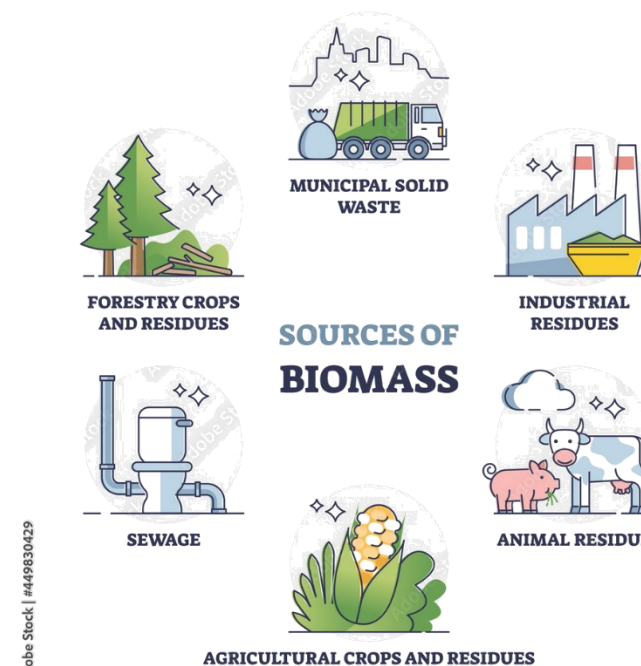 MUNICIPAL SOLID
WASTE
FORESTRY CROPS
AND RESIDUES
INDUSTRIAL
RESIDUES
SOURCES OF
BIOMASS
SEWAGE
ANIMAL RESIDU
AGRICULTURAL CROPS AND RESIDUES
obe Stock | #449830429